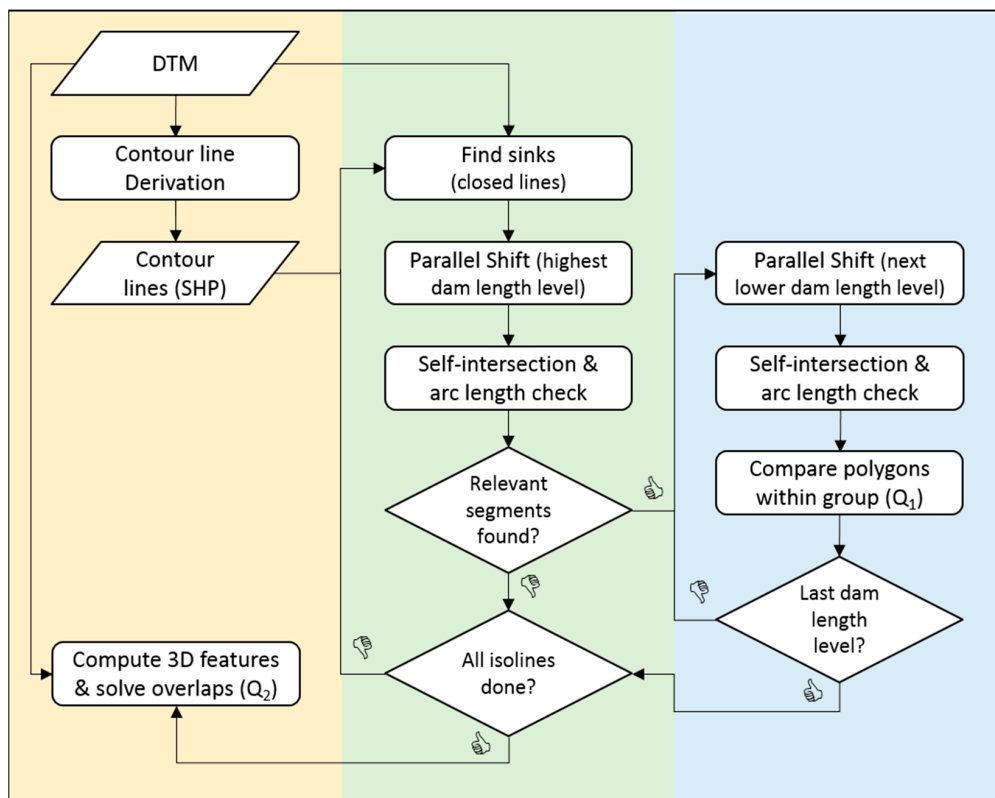 DTM
Contour line
Derivation
Contour
lines (SHP)
Compute 3D features
& solve overlaps (Q₂)
Find sinks
(closed lines)
Parallel Shift (highest
dam length level)
Self-intersection &
arc length check
Relevant
segments
found?
All isolines
done?
Parallel Shift (next
lower dam length level)
Self-intersection &
arc length check
Compare polygons
within group (Q₁)
Last dam
length
level?